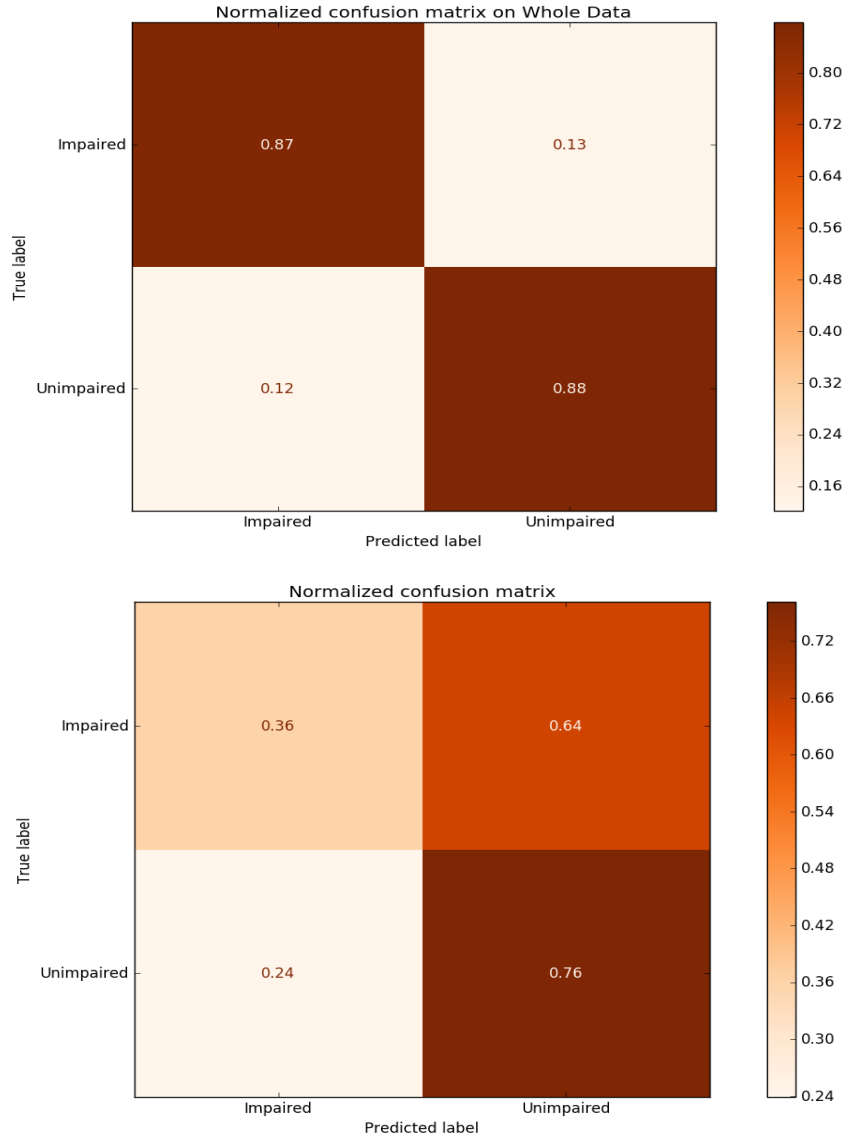 Normalized confusion matrix on Whole Data
True label
Impaired
0.87
0.13
Unimpaired
0.12
0.88
Impaired
Unimpaired
Predicted label
0.80
0.72
0.64
0.56
0.48
0.40
0.32
0.24
0.16
Normalized confusion matrix
True label
Impaired
0.36
0.64
Unimpaired
0.24
0.76
Impaired
Unimpaired
Predicted label
0.72
0.66
0.60
0.54
0.48
0.42
0.36
0.30
0.24